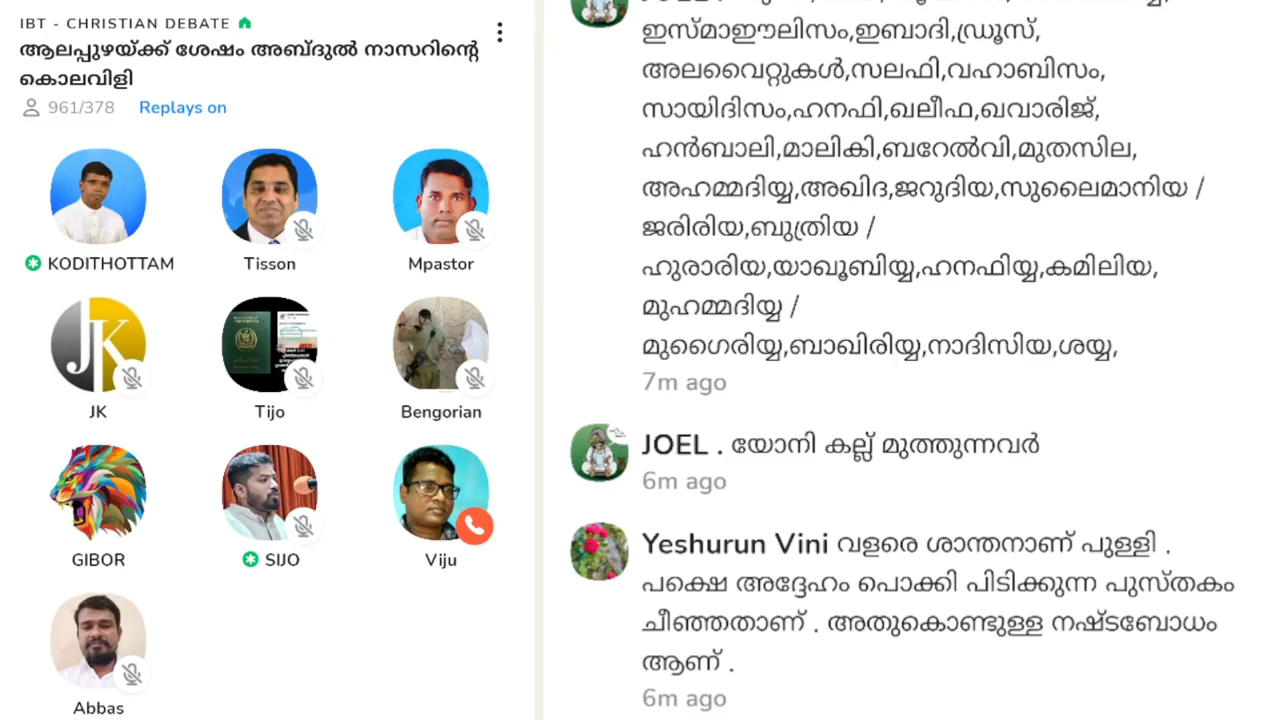 IBT - CHRISTIAN DEBATE
ആലപ്പുഴയ്ക്ക് ശേഷം അബ്ദുൽ നാസറിന്റെ
കൊലവിളി
961/378 Replays on
KODITHOTTAM
Tisson
Mpastor
JK
JK
Tijo
Bengorian
GIBOR
SIJO
Viju
Abbas
ഇസ്മാഈലിസം,ഇബാദി,ഡ്രൂസ്,
അലവൈറ്റുകൾ,സലഫി,വഹാബിസം,
സായിദിസം,ഹനഫി,ഖലീഫ,ഖവാരിജ്,
ഹൻബാലി,മാലികി,ബറേൽവി,മുതസില,
അഹമ്മദിയ്യ,അഖിദ,ജറുദിയ,സുലൈമാനിയ /
ജരിരിയ,ബുത്രിയ /
ഹുരാരിയ,യാഖൂബിയ്യ,ഹനഫിയ്യ,കമിലിയ,
മുഹമ്മദിയ്യ /
മുഗൈരിയ്യ,ബാഖിരിയ്യ,നാദിസിയ,ശയ്യ,
7m ago
JOEL . യോനി കല്ല് മുത്തുന്നവർ
6m ago
Yeshurun Vini വളരെ ശാന്തനാണ് പുള്ളി .
പക്ഷെ അദ്ദേഹം പൊക്കി പിടിക്കുന്ന പുസ്തകം
ചീഞ്ഞതാണ് . അതുകൊണ്ടുള്ള നഷ്ടബോധം
ആണ് .
6m ago